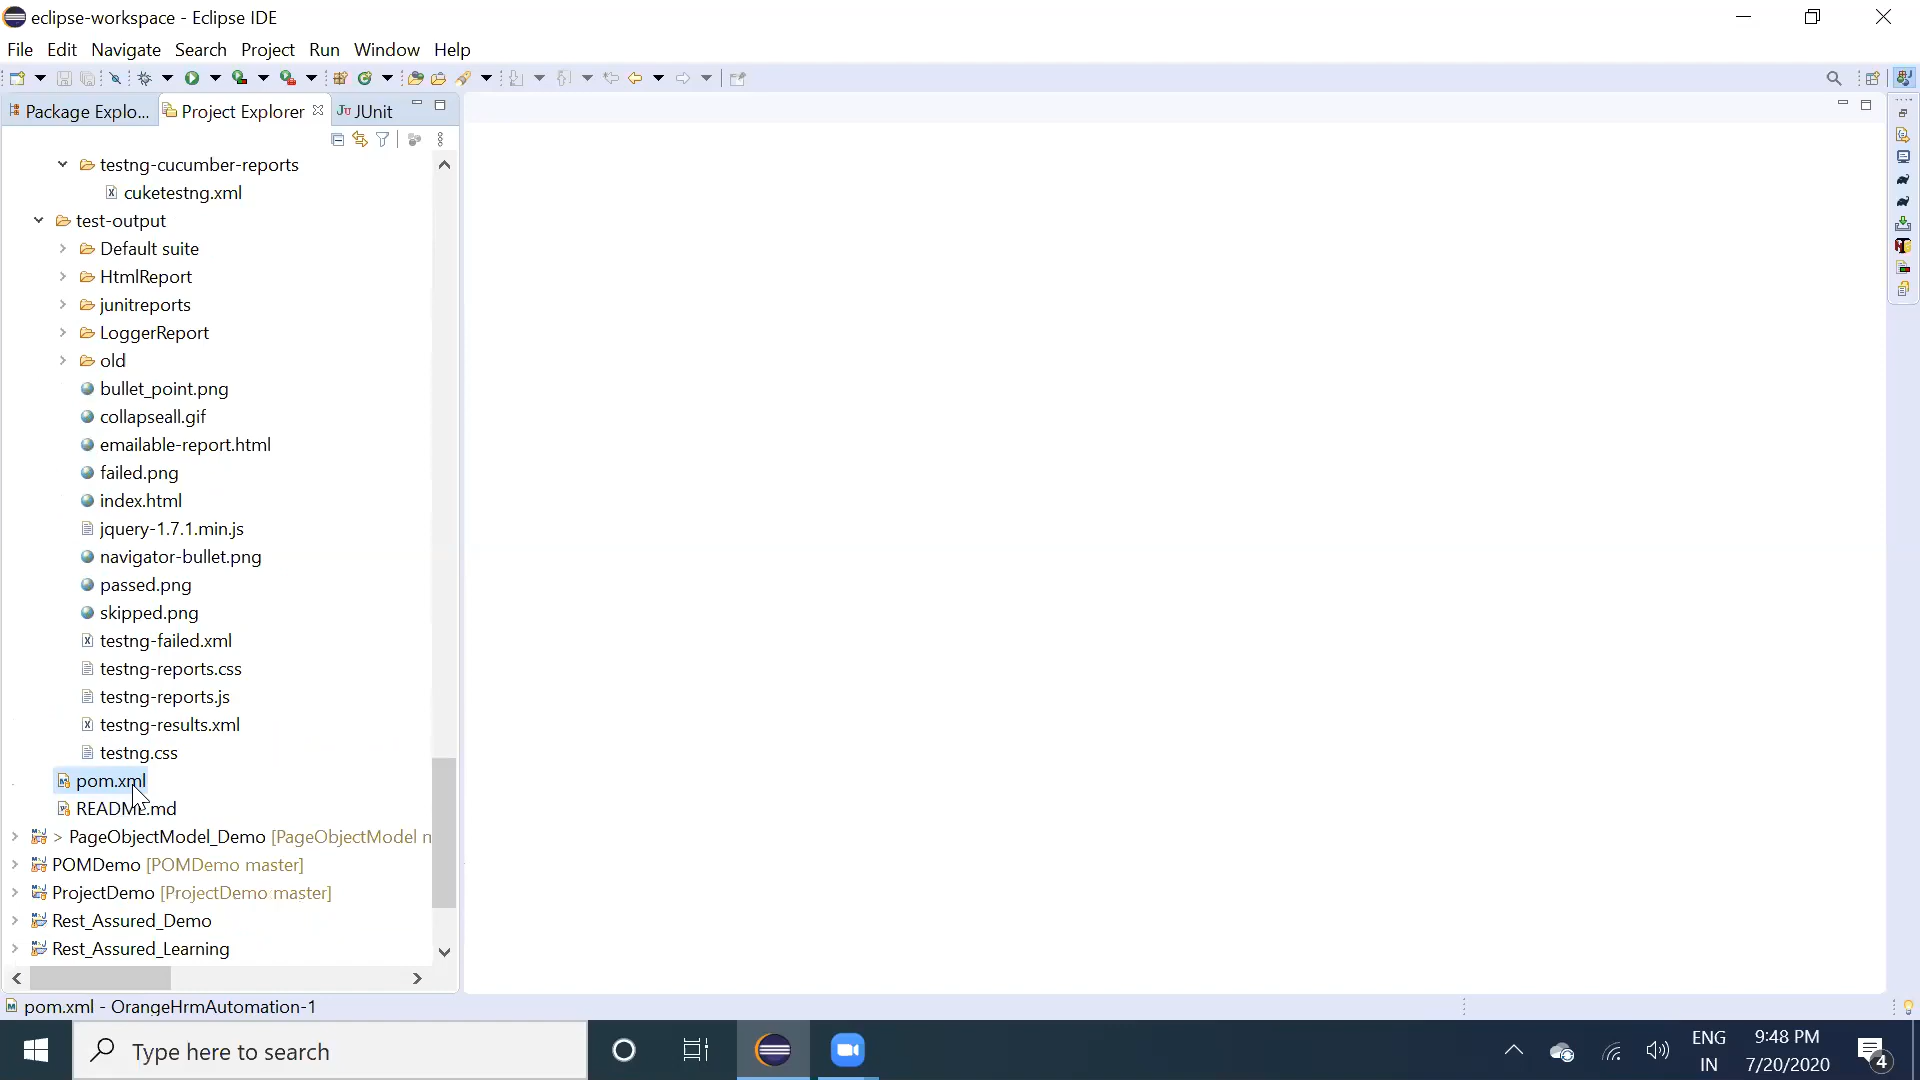 eclipse-workspace - Eclipse IDE
File Edit Navigate Search Project Run Window Help
Package Explo... Project Explorer JUnit
testng-cucumber-reports
cuketestng.xml
test-output
Default suite
HtmlReport
junitreports
LoggerReport
old
bullet_point.png
collapseall.gif
emailable-report.html
failed.png
index.html
jquery-1.7.1.min.js
navigator-bullet.png
passed.png
skipped.png
testng-failed.xml
testng-reports.css
testng-reports.js
testng-results.xml
testng.css
pom.xml
README.md
> PageObjectModel_Demo [PageObjectModel m
POMDemo [POMDemo master]
ProjectDemo [ProjectDemo master]
Rest_Assured_Demo
Rest_Assured_Learning
pom.xml - OrangeHrmAutomation-1
Type here to search
ENG 9:48 PM
IN 7/20/2020 4